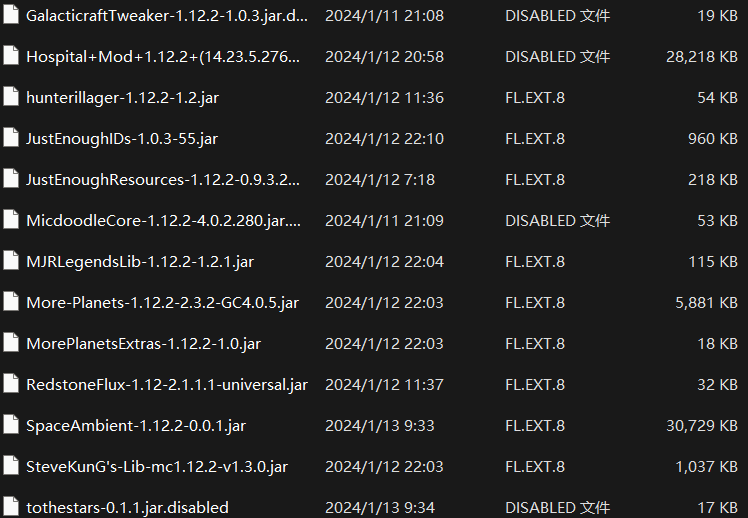 GalacticraftTweaker-1.12.2-1.0.3.jar.d... 2024/1/11 21:08 DISABLED 文件 19 KB
Hospital+Mod+1.12.2+(14.23.5.276... 2024/1/12 20:58 DISABLED 文件 28,218 KB
hunterillager-1.12.2-1.2.jar 2024/1/12 11:36 FL.EXT.8 54 KB
JustEnoughIDs-1.0.3-55.jar 2024/1/12 22:10 FL.EXT.8 960 KB
JustEnoughResources-1.12.2-0.9.3.2... 2024/1/12 7:18 FL.EXT.8 218 KB
MicdoodleCore-1.12.2-4.0.2.280.jar.... 2024/1/11 21:09 DISABLED 文件 53 KB
MJRLegendsLib-1.12.2-1.2.1.jar 2024/1/12 22:04 FL.EXT.8 115 KB
More-Planets-1.12.2-2.3.2-GC4.0.5.jar 2024/1/12 22:03 FL.EXT.8 5,881 KB
MorePlanetsExtras-1.12.2-1.0.jar 2024/1/12 22:03 FL.EXT.8 18 KB
RedstoneFlux-1.12-2.1.1.1-universal.jar 2024/1/12 11:37 FL.EXT.8 32 KB
SpaceAmbient-1.12.2-0.0.1.jar 2024/1/13 9:33 FL.EXT.8 30,729 KB
SteveKunG's-Lib-mc1.12.2-v1.3.0.jar 2024/1/12 22:03 FL.EXT.8 1,037 KB
tothestars-0.1.1.jar.disabled 2024/1/13 9:34 DISABLED 文件 17 KB